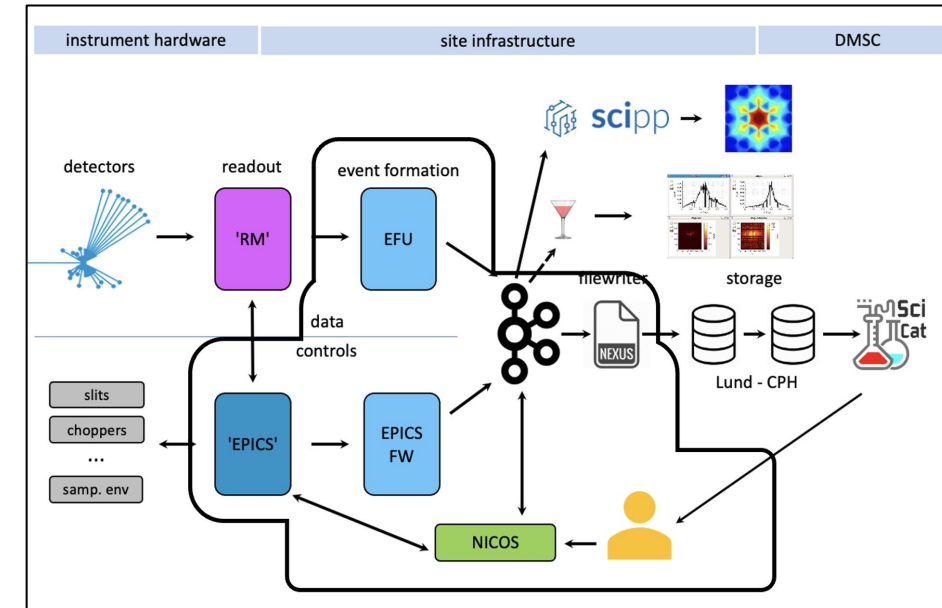 instrument hardware
site infrastructure
DMSC
scipp
detectors
readout
event formation
'RM'
EFU
filewriter
storage
data
controls
NEXUS
Sci
Cat
Lund - CPH
slits
choppers
...
samp. env
'EPICS'
EPICS
FW
NICOS